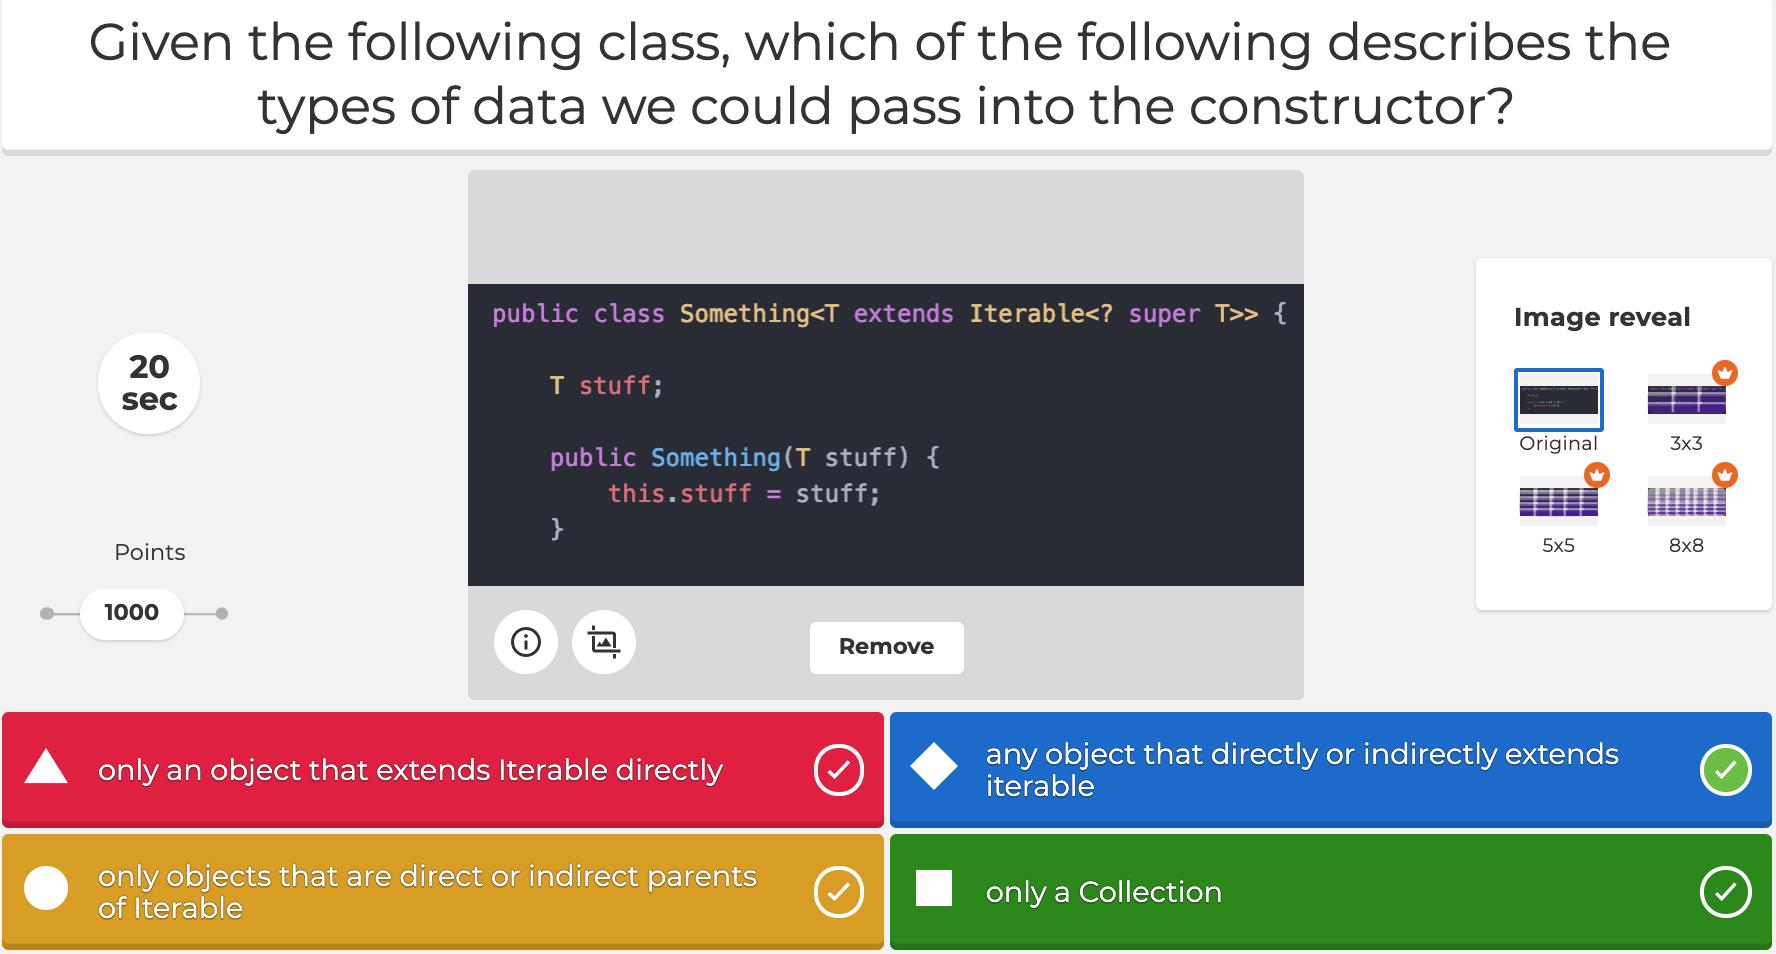 Given the following class, which of the following describes the
types of data we could pass into the constructor?
public class Something<T extends Iterable<? super T>> {
T stuff;
public Something(T stuff) {
this.stuff = stuff;
}
20
sec
Points
1000
Remove
Image reveal
Original
3x3
5x5
8x8
only an object that extends Iterable directly
any object that directly or indirectly extends
iterable
only objects that are direct or indirect parents
of Iterable
only a Collection